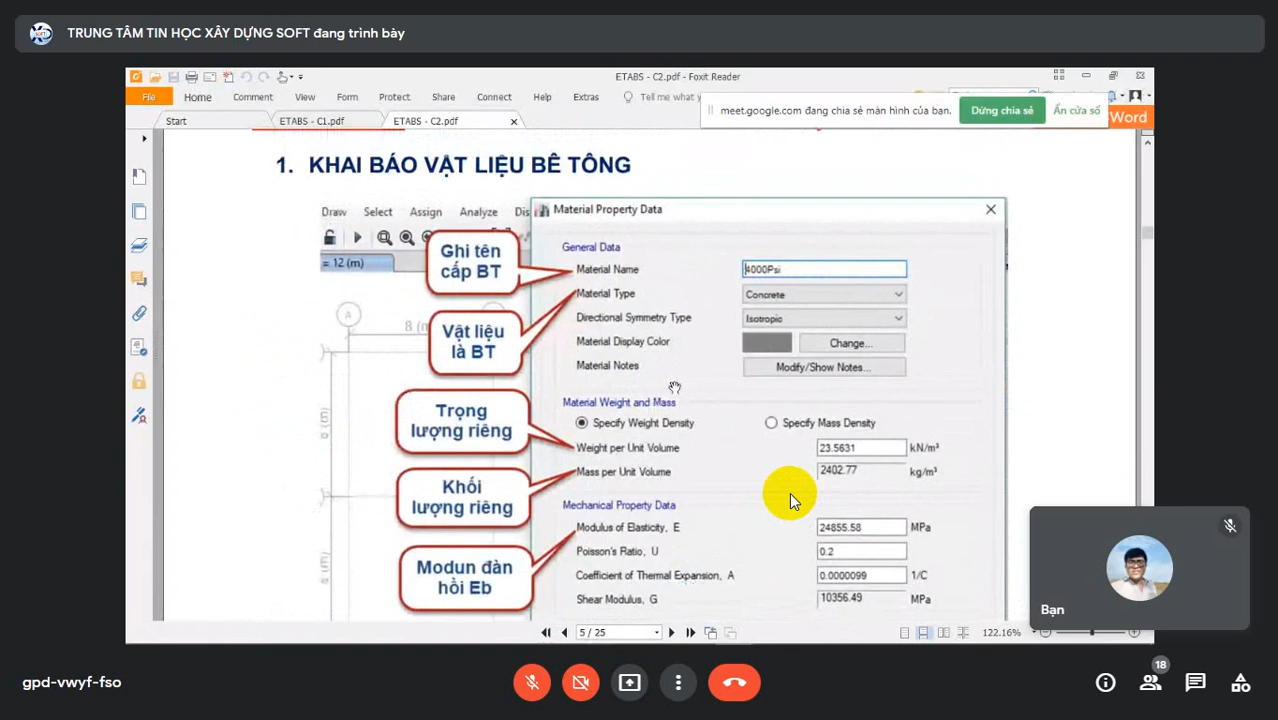 TRUNG TÂM TIN HỌC XÂY DỰNG SOFT đang trình bày
ETABS - C2.pdf - Foxit Reader
File Home Comment View Form Protect Share Connect Help Extras Tell me what y
meet.google.com đang chia sẻ màn hình của bạn. Dừng chia sẻ Ẩn cửa sổ
Word
Start ETABS - C1.pdf ETABS - C2.pdf
1. KHAI BÁO VẬT LIỆU BÊ TÔNG
Draw Select Assign Analyze Dis
= 12 (m)
A
8 (m)
Ghi tên
cấp BT
Vật liệu
là BT
Trọng
lượng riêng
Khối
lượng riêng
Modun đàn
hồi Eb
Material Property Data
General Data
Material Name 4000Psi
Material Type Concrete
Directional Symmetry Type Isotropic
Material Display Color Change...
Material Notes Modify/Show Notes...
Material Weight and Mass
Specify Weight Density Specify Mass Density
Weight per Unit Volume 23.5631 kN/m³
Mass per Unit Volume 2402.77 kg/m³
Mechanical Property Data
Modulus of Elasticity, E 24855.58 MPa
Poisson's Ratio, U 0.2
Coefficient of Thermal Expansion, A 0.0000099 1/C
Shear Modulus, G 10356.49 MPa
5 / 25
122.16%
Bạn
gpd-vwyf-fso
18